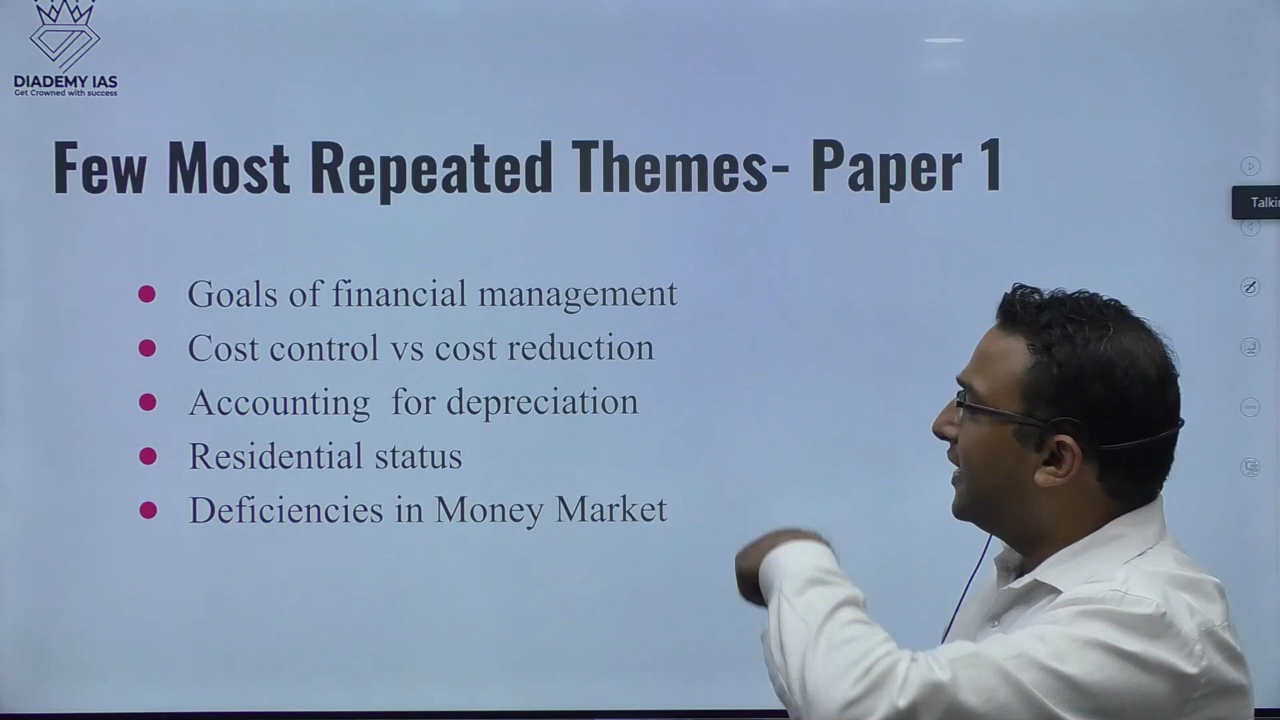 DIADEMY IAS
Get Crowned with success
Few Most Repeated Themes- Paper 1
Goals of financial management
Cost control vs cost reduction
Accounting for depreciation
Residential status
Deficiencies in Money Market